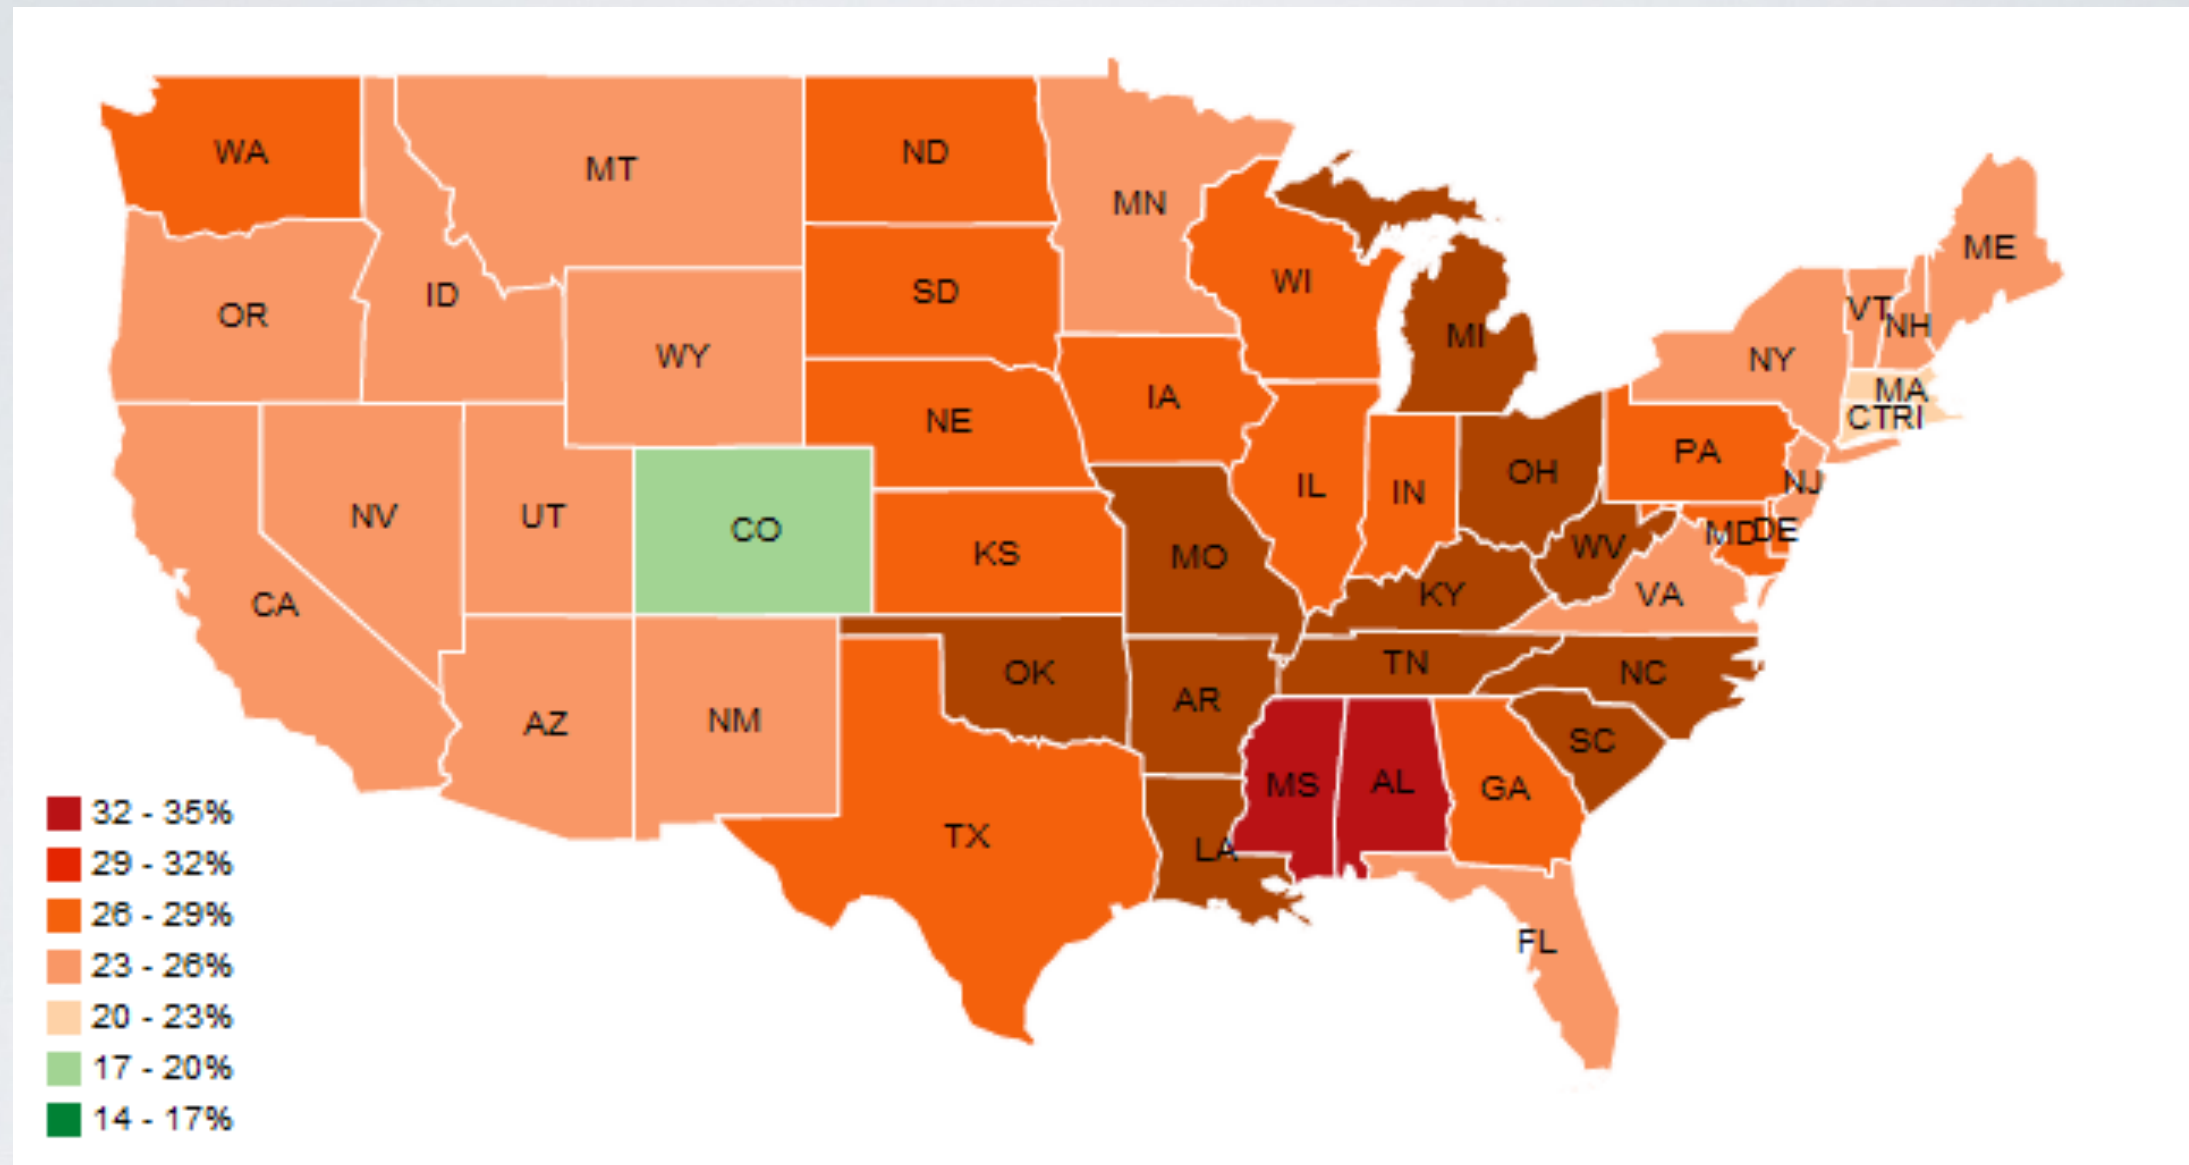 WA
MT
ND
MN
OR
ID
WY
SD
WI
MI
ME
VT
NH
NY
MA
CT RI
NV
UT
CO
NE
IA
IL
IN
OH
PA
NJ
CA
KS
MO
KY
WV
MD
DE
VA
AZ
NM
OK
AR
TN
NC
SC
TX
LA
MS
AL
GA
FL
32 - 35%
29 - 32%
26 - 29%
23 - 26%
20 - 23%
17 - 20%
14 - 17%